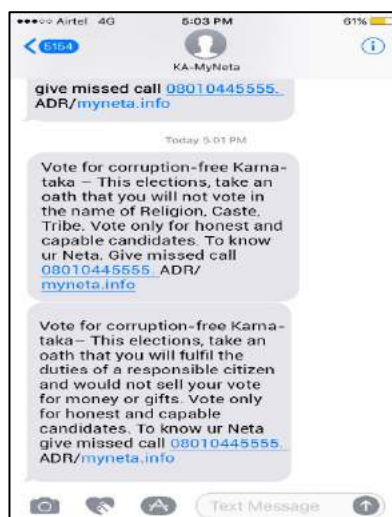 Airtel 4G 5:03 PM 61%
5154
KA-MyNeta
give missed call 08010445555.
ADR/myneta.info
Today 5:01 PM
Vote for corruption-free Karna-
taka – This elections, take an
oath that you will not vote in
the name of Religion, Caste,
Tribe. Vote only for honest and
capable candidates. To know
ur Neta. Give missed call
08010445555. ADR/
myneta.info
Vote for corruption-free Karna-
taka– This elections, take an
oath that you will fulfil the
duties of a responsible citizen
and would not sell your vote
for money or gifts. Vote only
for honest and capable
candidates. To know ur Neta
give missed call 08010445555.
ADR/myneta.info
Text Message